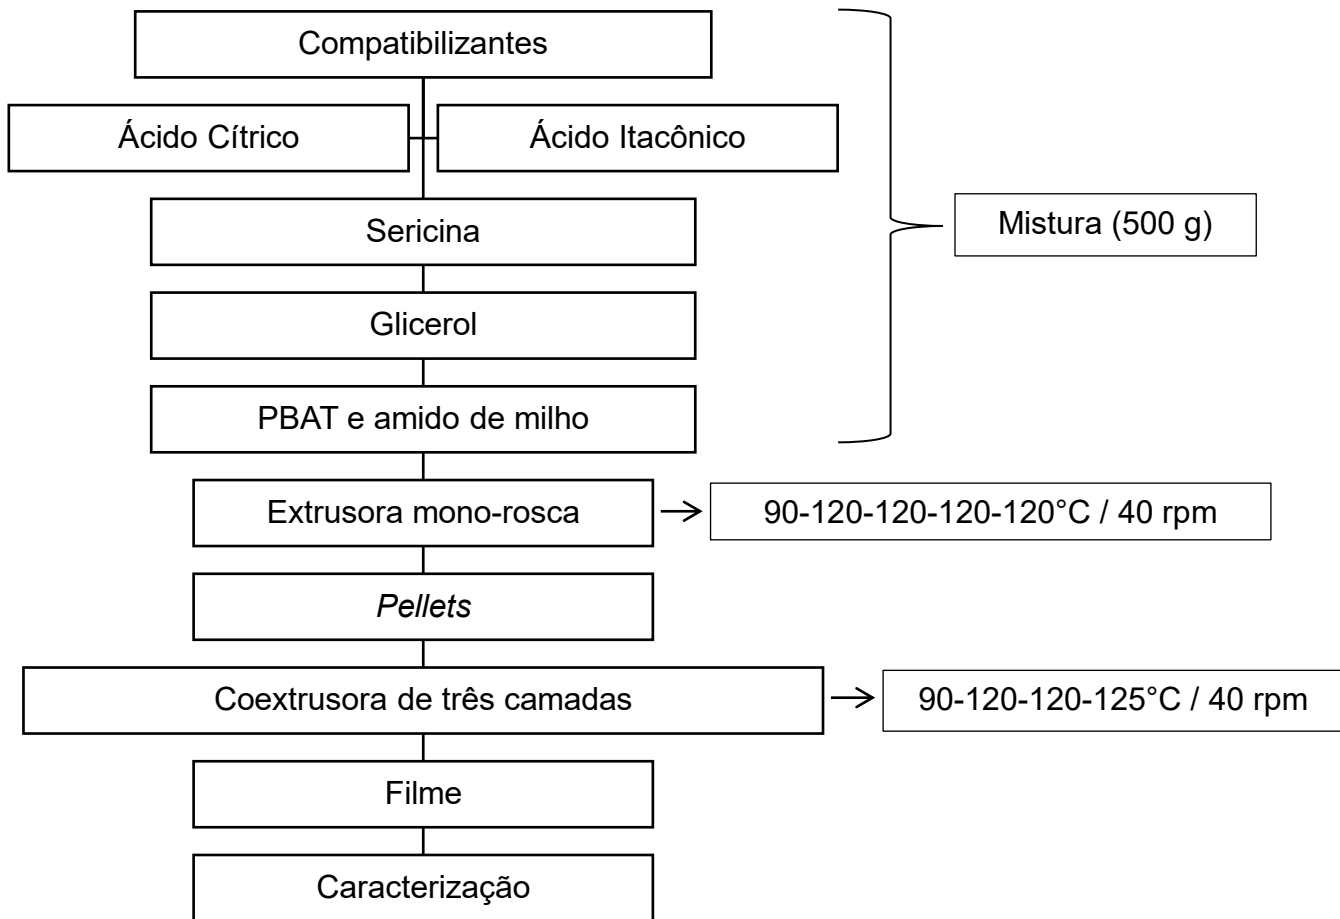 Compatibilizantes
Ácido Cítrico
Ácido Itacônico
Sericina
Mistura (500 g)
Glicerol
PBAT e amido de milho
Extrusora mono-rosca
90-120-120-120-120°C / 40 rpm
Pellets
Coextrusora de três camadas
90-120-120-125°C / 40 rpm
Filme
Caracterização